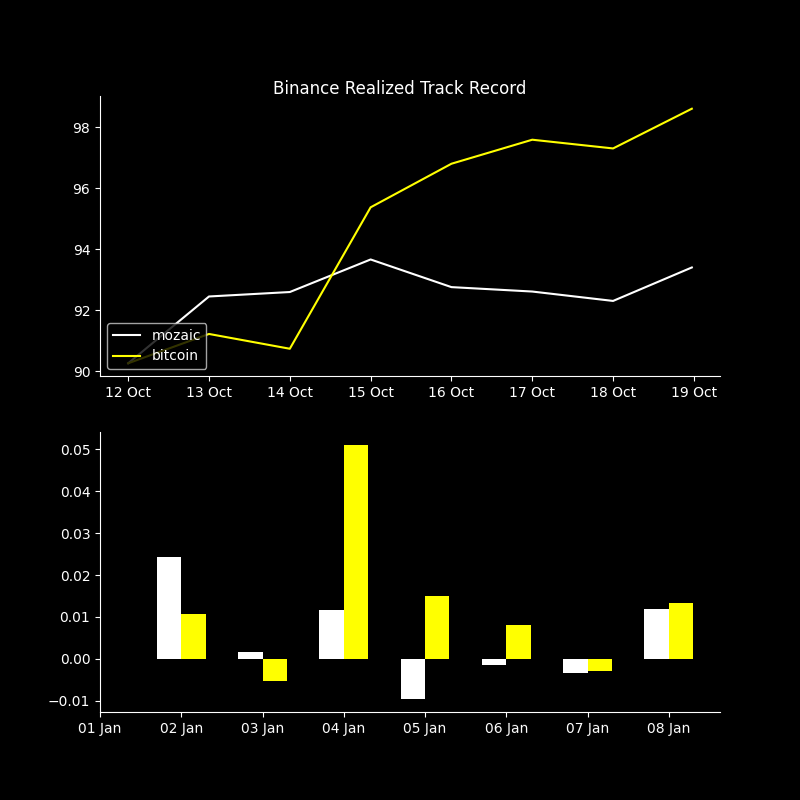 Binance Realized Track Record
98
96
94
92
90
mozaic
bitcoin
12 Oct 13 Oct 14 Oct 15 Oct 16 Oct 17 Oct 18 Oct 19 Oct
0.05
0.04
0.03
0.02
0.01
0.00
−0.01
01 Jan 02 Jan 03 Jan 04 Jan 05 Jan 06 Jan 07 Jan 08 Jan